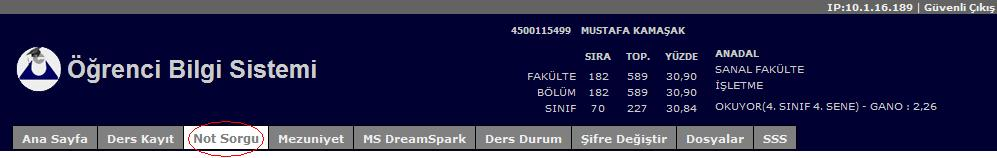 IP:10.1.16.189 | Güvenli Çıkış
4500115499 MUSTAFA KAMAŞAK
Öğrenci Bilgi Sistemi
SIRA TOP. YÜZDE
FAKÜLTE 182 589 30,90
BÖLÜM 182 589 30,90
SINIF 70 227 30,84
ANADAL
SANAL FAKÜLTE
İŞLETME
OKUYOR(4. SINIF 4. SENE) - GANO : 2,26
Ana Sayfa Ders Kayıt Not Sorgu Mezuniyet MS DreamSpark Ders Durum Şifre Değiştir Dosyalar SSS